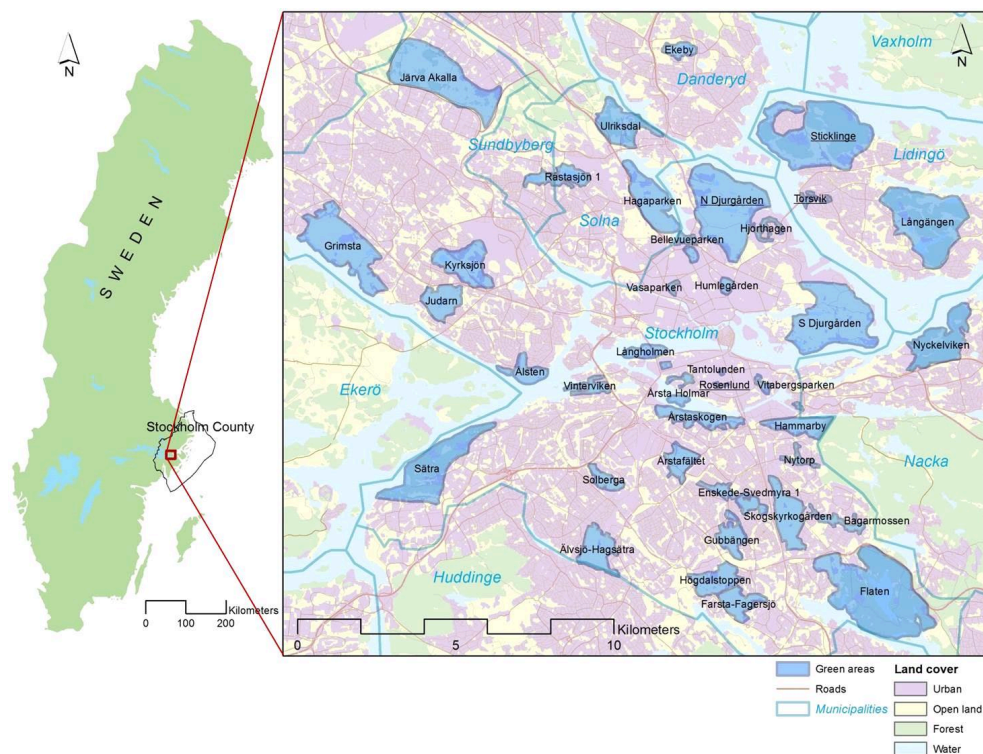 N
SWEDEN
Stockholm County
Kilometers
0 100 200
N
Ekeby
Vaxholm
Danderyd
Järva Akalla
Ulriksdal
Sticklinge
Sundbyberg
Lidingö
Råstasjön 1
Hagaparken
N Djurgården
Torsvik
Solna
Långängen
Hjorthagen
Grimsta
Bellevueparken
Kyrksjön
Vasaparken
Humlegården
Judarn
S Djurgården
Stockholm
Nyckelviken
Långholmen
Ålsten
Tantolunden
Ekerö
Vinterviken
Rosenlund
Vitabergsparken
Årsta Holmar
Årstaskogen
Hammarby
Sätra
Årstafältet
Nytorp
Nacka
Solberga
Enskede-Svedmyra 1
Skogskyrkogården
Bagarmossen
Gubbängen
Älvsjö-Hagsätra
Huddinge
Högdalstoppen
Flaten
Farsta-Fagersjö
Kilometers
0 5 10
Green areas
Roads
Municipalities
Land cover
Urban
Open land
Forest
Water